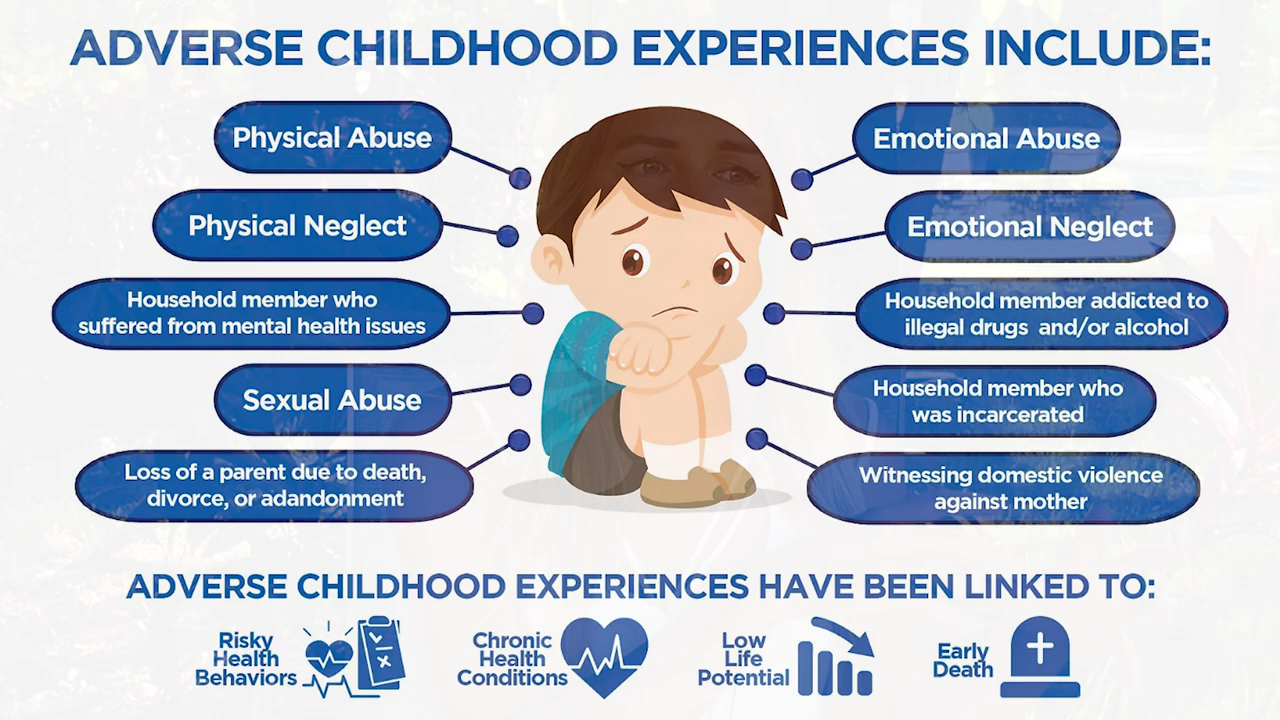 ADVERSE CHILDHOOD EXPERIENCES INCLUDE:
Physical Abuse
Emotional Abuse
Physical Neglect
Emotional Neglect
Household member who
suffered from mental health issues
Household member addicted to
illegal drugs and/or alcohol
Sexual Abuse
Household member who
was incarcerated
Loss of a parent due to death,
divorce, or adandonment
Witnessing domestic violence
against mother
ADVERSE CHILDHOOD EXPERIENCES HAVE BEEN LINKED TO:
Risky
Health
Behaviors
Chronic
Health
Conditions
Low
Life
Potential
Early
Death